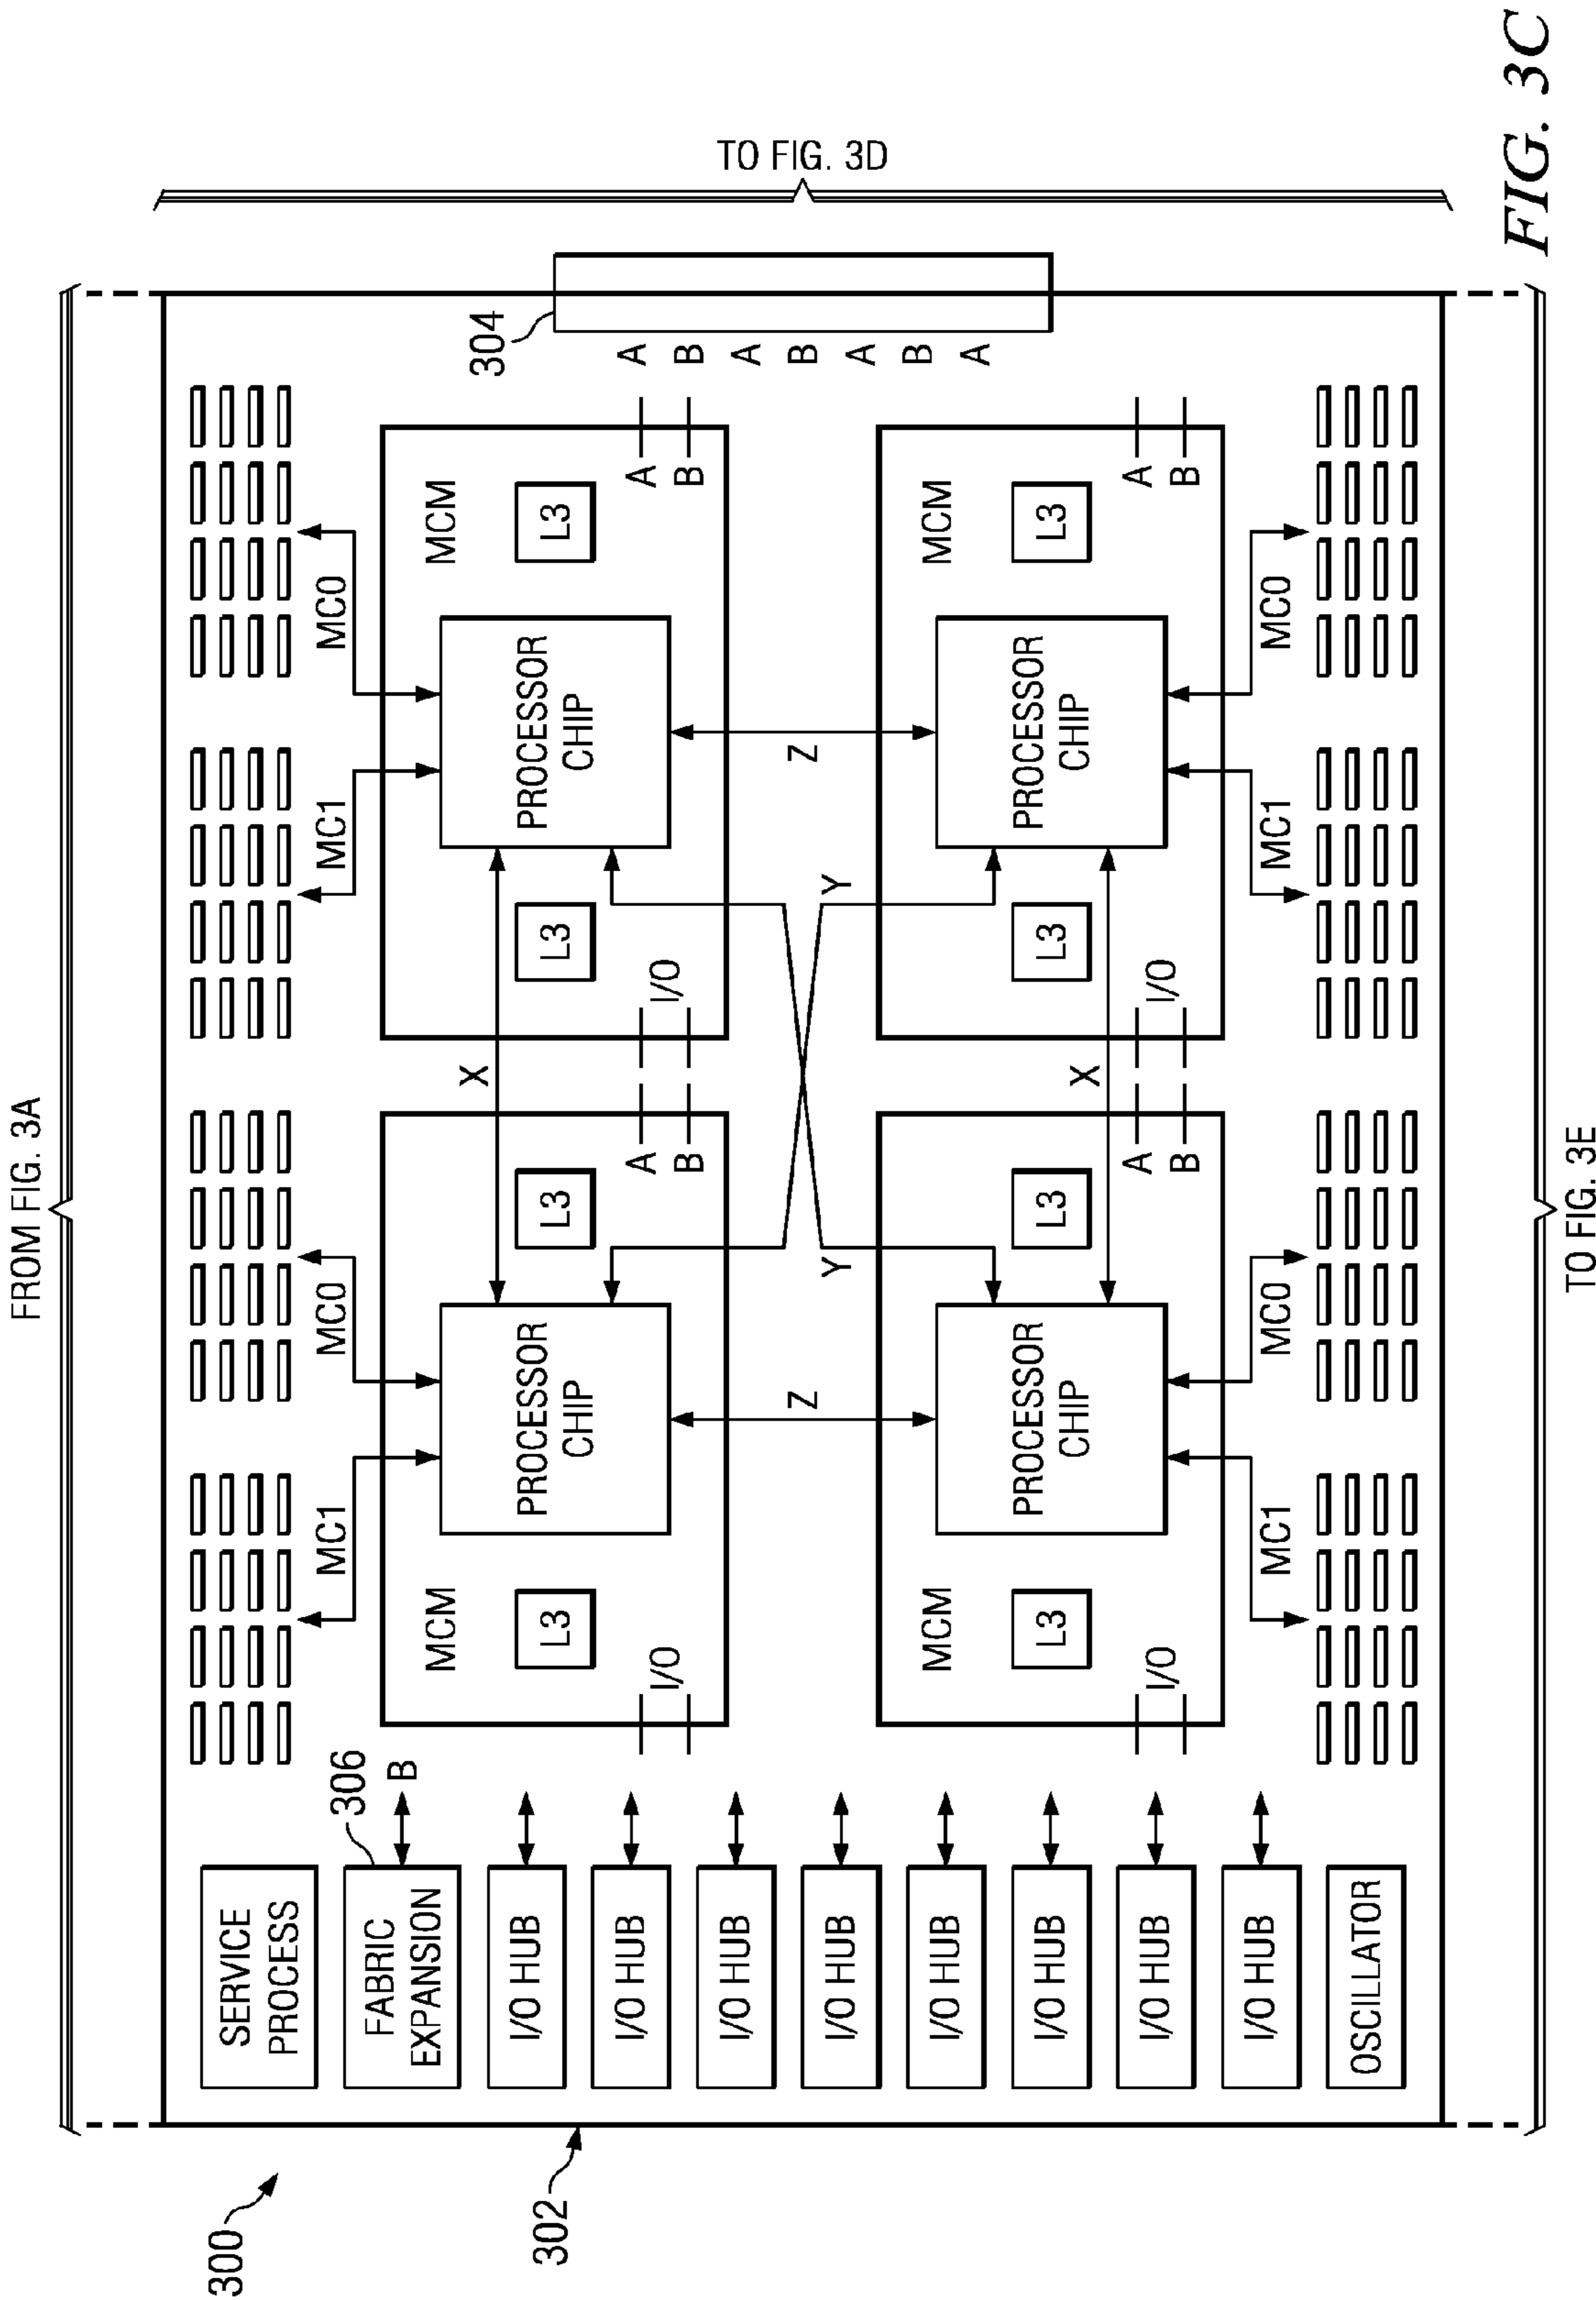 FROM FIG. 3A
300
302
SERVICE
PROCESS
306
FABRIC
EXPANSION
B
I/O HUB
I/O HUB
I/O HUB
I/O HUB
I/O HUB
I/O HUB
I/O HUB
I/O HUB
OSCILLATOR
MC1
MC0
MC1
MC0
MCM
L3
PROCESSOR
CHIP
L3
I/O
A
B
X
MCM
L3
PROCESSOR
CHIP
L3
I/O
A
B
Z
Y
Y
Z
MCM
L3
PROCESSOR
CHIP
L3
I/O
A
B
X
MCM
L3
PROCESSOR
CHIP
L3
I/O
A
B
MC1
MC0
MC1
MC0
304
A
B
A
B
A
B
A
TO FIG. 3D
TO FIG. 3E
FIG. 3C